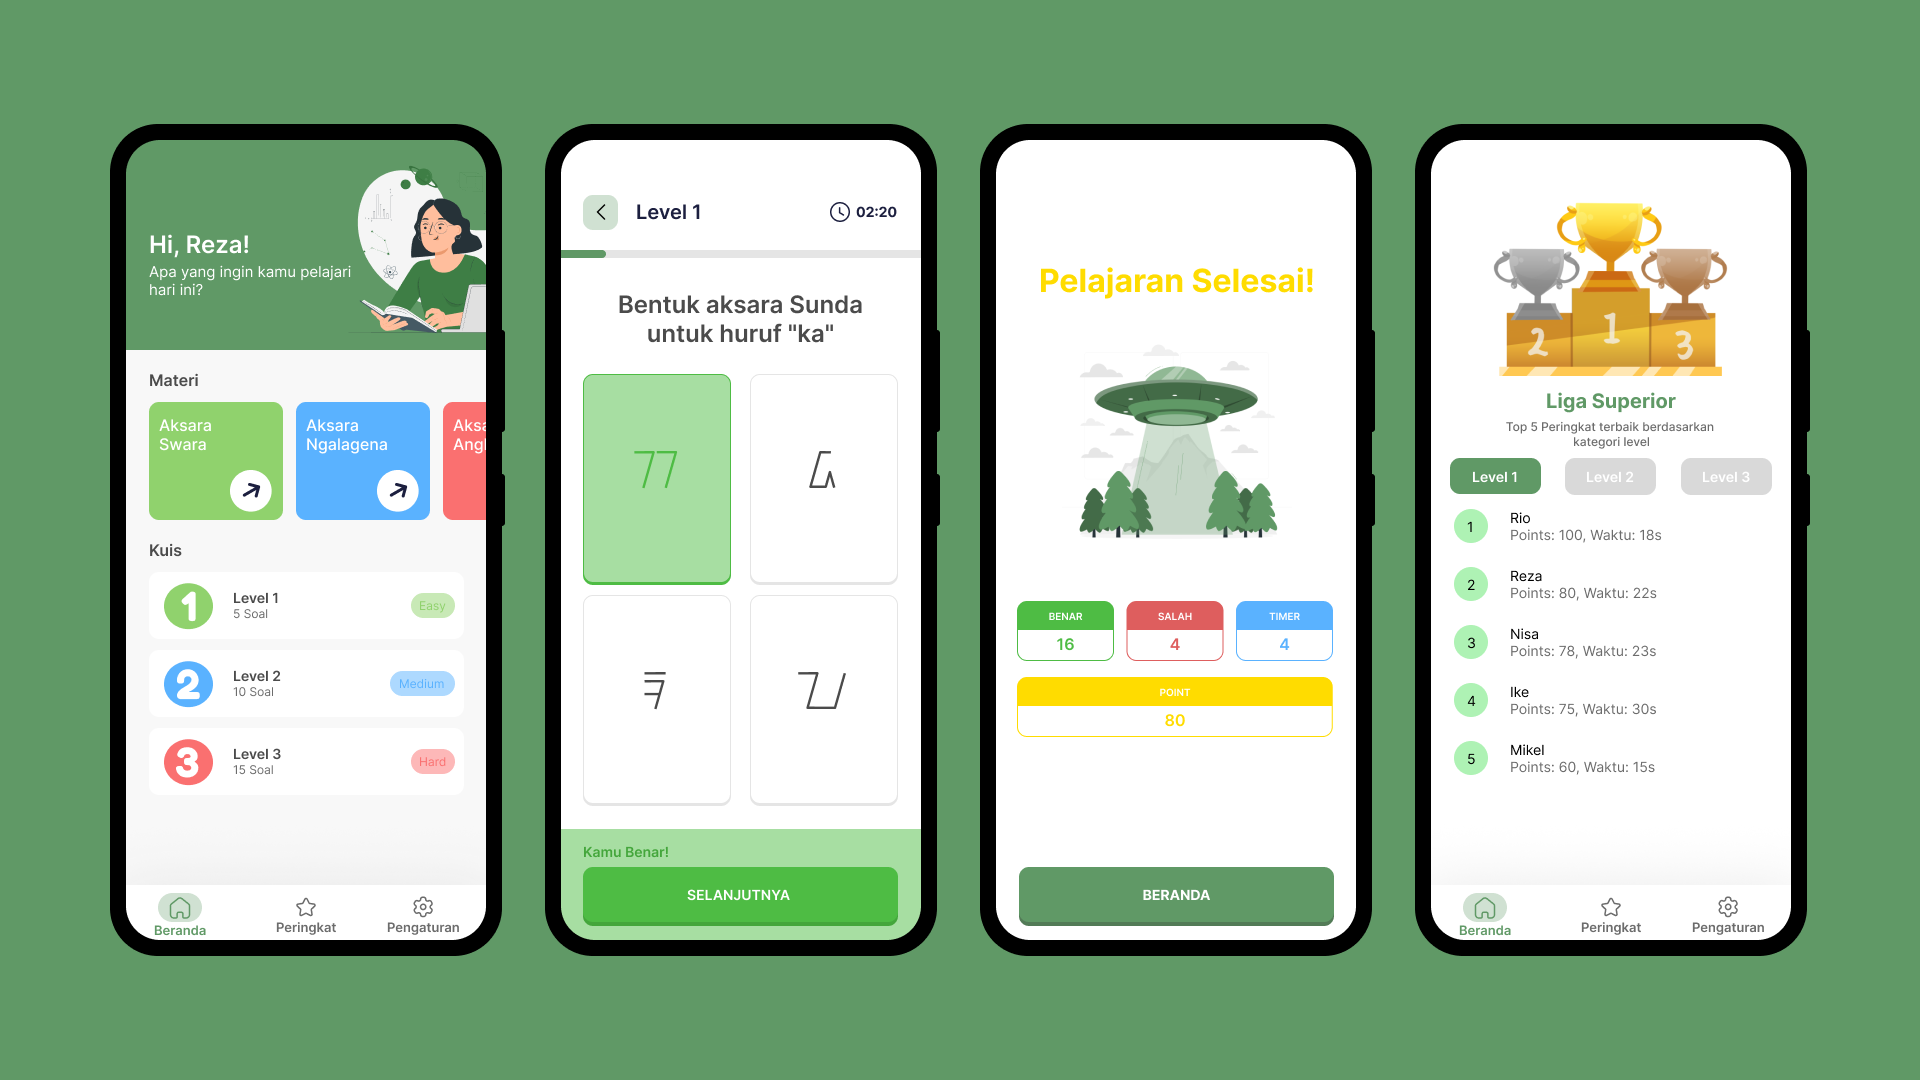 Hi, Reza!
Apa yang ingin kamu pelajari
hari ini?
Materi
Aksara
Swara
Aksara
Ngalagena
Aksa
Angl
Kuis
1
Level 1
5 Soal
Easy
2
Level 2
10 Soal
Medium
3
Level 3
15 Soal
Hard
Beranda
Peringkat
Pengaturan
Level 1
02:20
Bentuk aksara Sunda
untuk huruf "ka"
ᮊ
Kamu Benar!
SELANJUTNYA
Pelajaran Selesai!
BENAR
16
SALAH
4
TIMER
4
POINT
80
BERANDA
2 1 3
Liga Superior
Top 5 Peringkat terbaik berdasarkan
kategori level
Level 1
Level 2
Level 3
1
Rio
Points: 100, Waktu: 18s
2
Reza
Points: 80, Waktu: 22s
3
Nisa
Points: 78, Waktu: 23s
4
Ike
Points: 75, Waktu: 30s
5
Mikel
Points: 60, Waktu: 15s
Beranda
Peringkat
Pengaturan